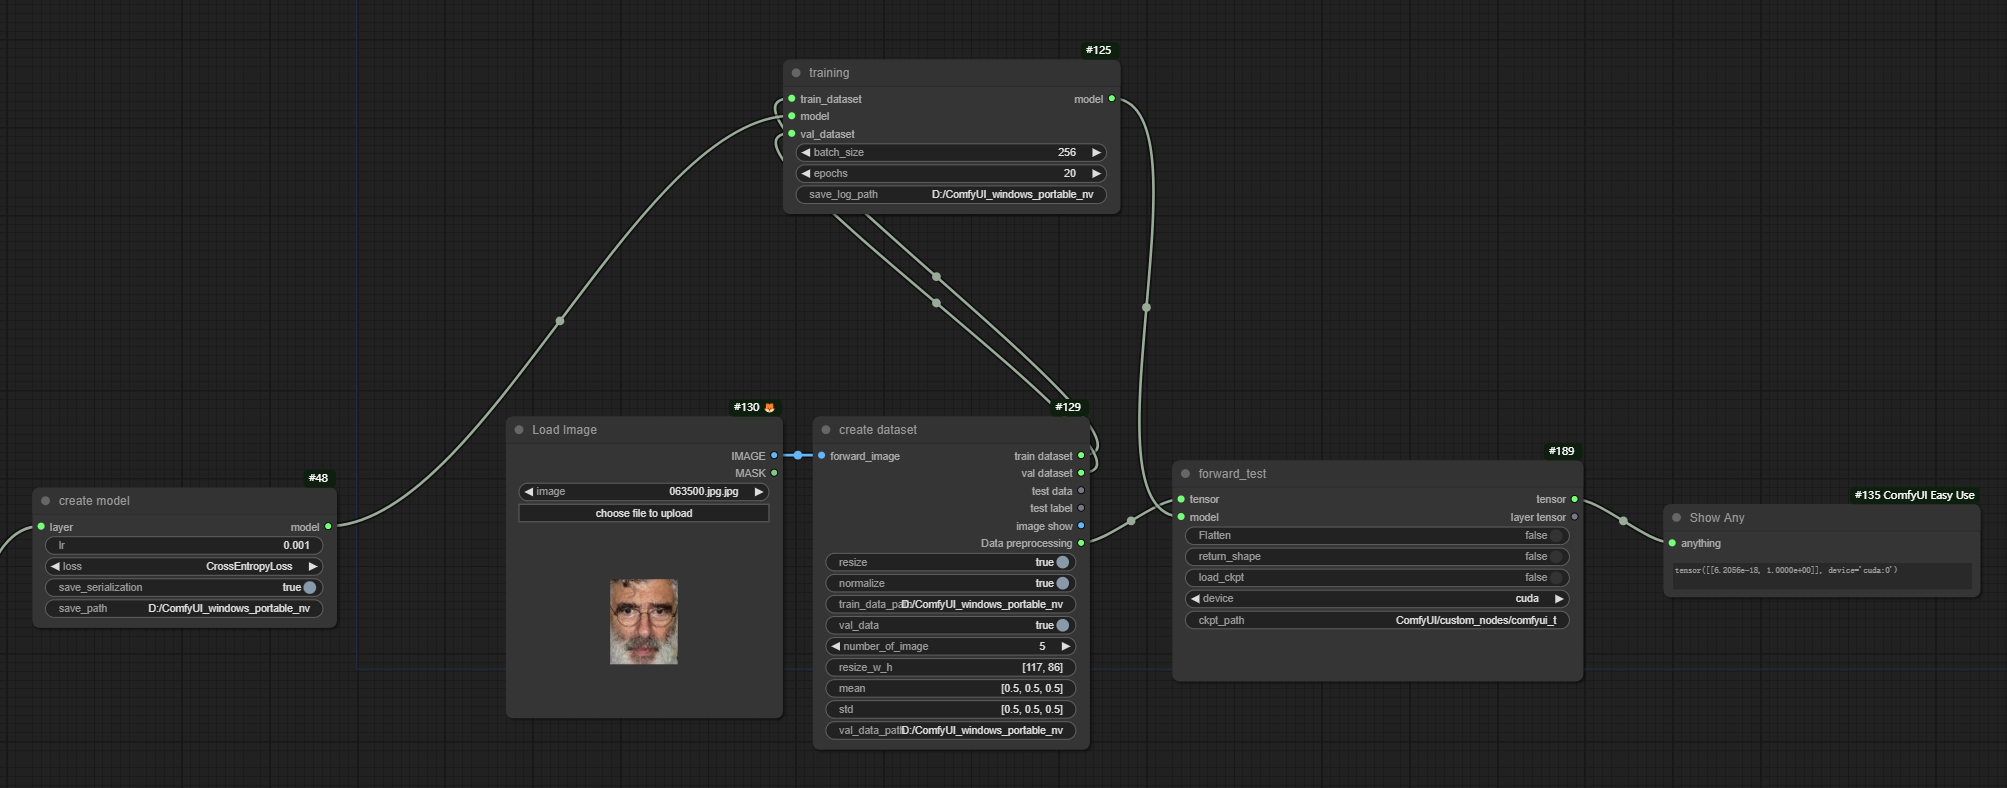 #125
training
train_dataset
model
model
val_dataset
batch_size 256
epochs 20
save_log_path D:/ComfyUI_windows_portable_nv
#48
create model
layer
model
lr 0.001
loss CrossEntropyLoss
save_serialization true
save_path D:/ComfyUI_windows_portable_nv
#130
Load Image
IMAGE
MASK
image 063500.jpg.jpg
choose file to upload
#129
create dataset
forward_image
train dataset
val dataset
test data
test label
image show
Data preprocessing
resize true
normalize true
train_data_pa D:/ComfyUI_windows_portable_nv
val_data true
number_of_image 5
resize_w_h [117, 86]
mean [0.5, 0.5, 0.5]
std [0.5, 0.5, 0.5]
val_data_path D:/ComfyUI_windows_portable_nv
#189
forward_test
tensor
tensor
model
layer tensor
Flatten false
return_shape false
load_ckpt false
device cuda
ckpt_path ComfyUI/custom_nodes/comfyui_t
#135 ComfyUI Easy Use
Show Any
anything
tensor([[6.2056e-18, 1.0000e+00]], device='cuda:0')